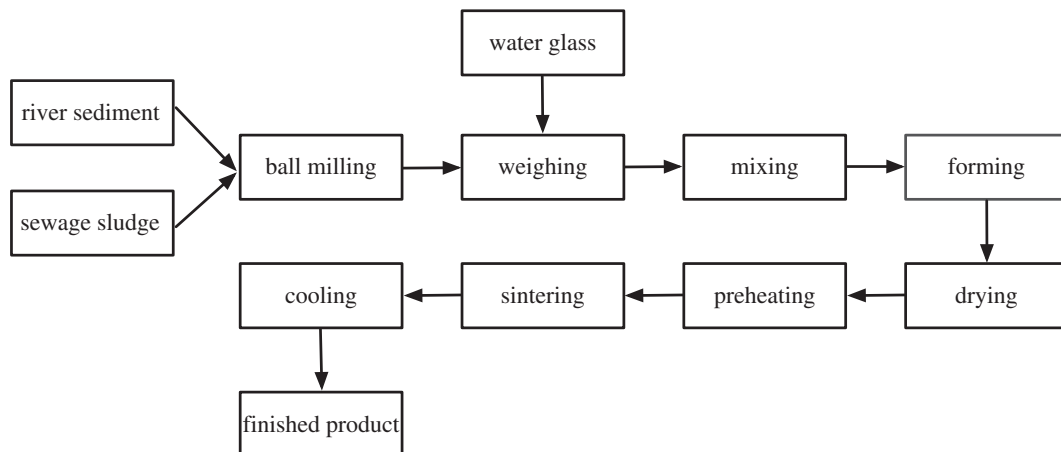 water glass
river sediment
ball milling
weighing
mixing
forming
sewage sludge
cooling
sintering
preheating
drying
finished product